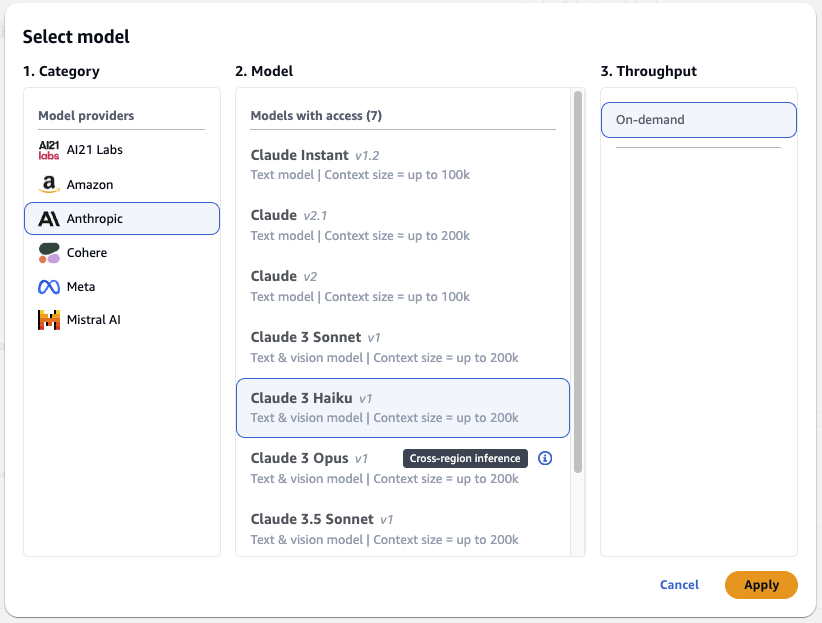 Select model
1. Category
Model providers
AI21 labs AI21 Labs
a Amazon
A\ Anthropic
Cohere
Meta
Mistral AI
2. Model
Models with access (7)
Claude Instant v1.2
Text model | Context size = up to 100k
Claude v2.1
Text model | Context size = up to 200k
Claude v2
Text model | Context size = up to 100k
Claude 3 Sonnet v1
Text & vision model | Context size = up to 200k
Claude 3 Haiku v1
Text & vision model | Context size = up to 200k
Claude 3 Opus v1 Cross-region inference
Text & vision model | Context size = up to 200k
Claude 3.5 Sonnet v1
Text & vision model | Context size = up to 200k
3. Throughput
On-demand
Cancel Apply